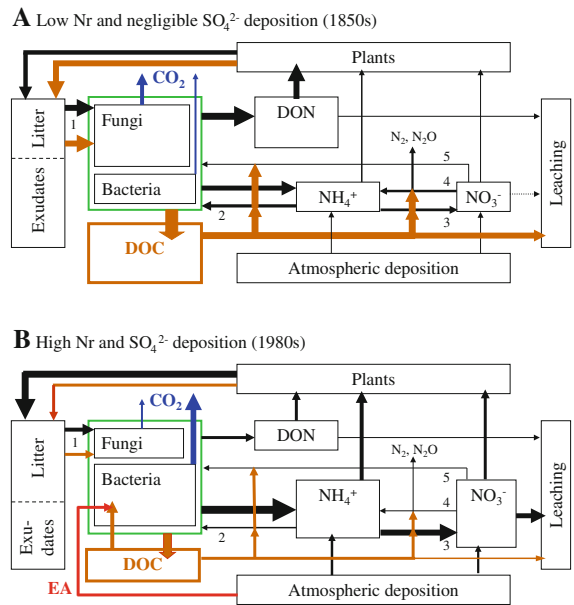 A Low Nr and negligible SO₄²⁻ deposition (1850s)
Plants
CO₂
Litter
Exudates
1
Fungi
Bacteria
DON
N₂, N₂O
5
4
3
2
NH₄⁺
NO₃⁻
Leaching
DOC
Atmospheric deposition
B High Nr and SO₄²⁻ deposition (1980s)
Plants
CO₂
Litter
Exu-
dates
1
Fungi
Bacteria
DON
N₂, N₂O
5
4
3
2
NH₄⁺
NO₃⁻
Leaching
DOC
EA
Atmospheric deposition